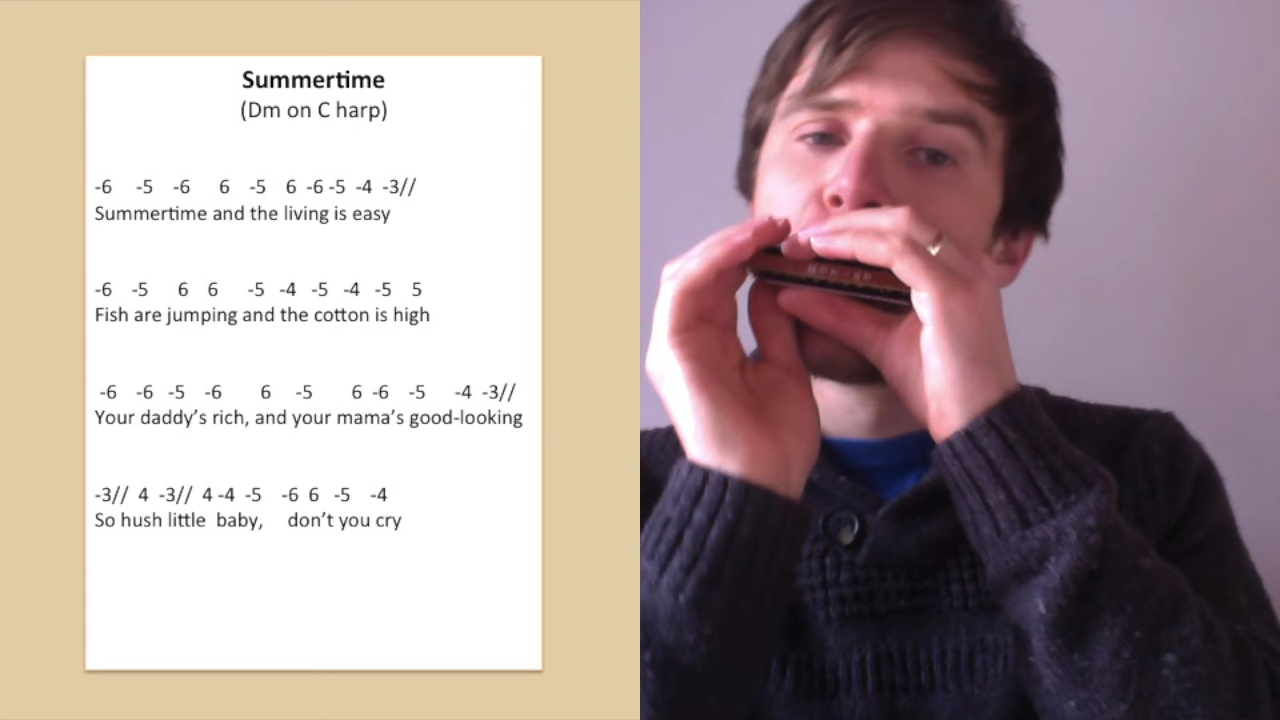 Summertime
(Dm on C harp)
-6 -5 -6 6 -5 6 -6 -5 -4 -3//
Summertime and the living is easy
-6 -5 6 6 -5 -4 -5 -4 -5 5
Fish are jumping and the cotton is high
-6 -6 -5 -6 6 -5 6 -6 -5 -4 -3//
Your daddy's rich, and your mama's good-looking
-3// 4 -3// 4 -4 -5 -6 6 -5 -4
So hush little baby, don't you cry